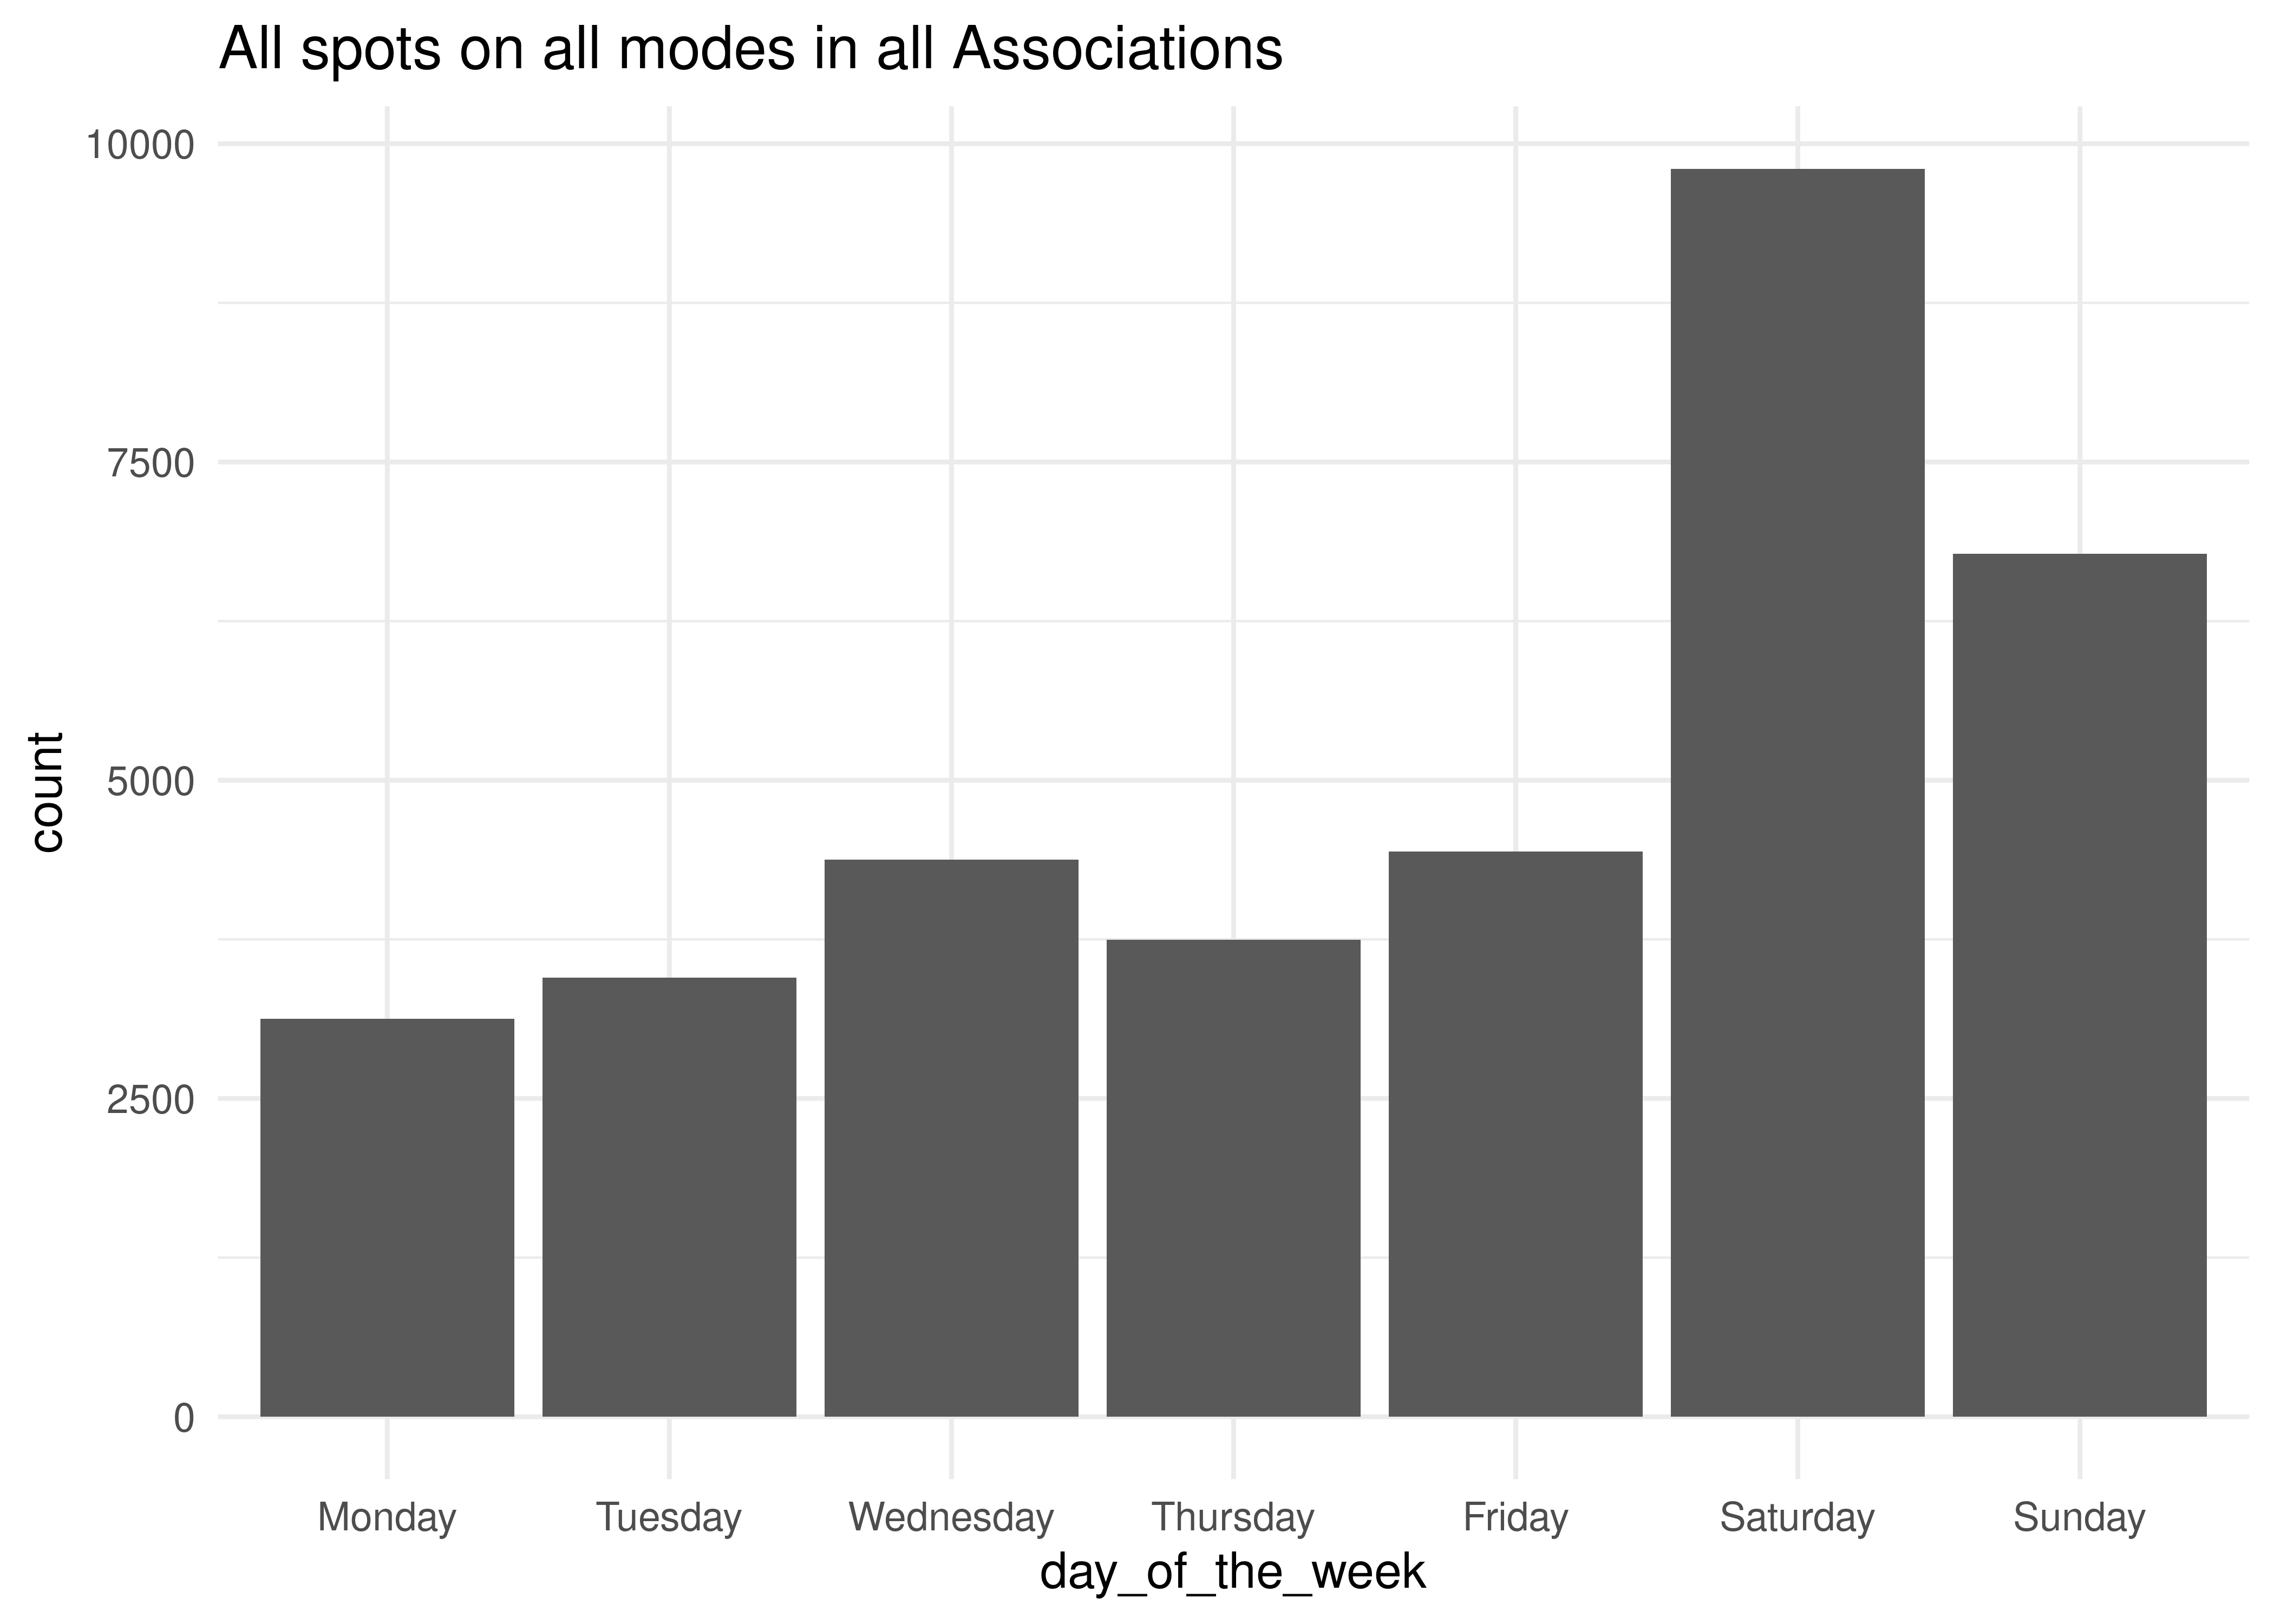 All spots on all modes in all Associations
10000
7500
5000
2500
0
count
Monday Tuesday Wednesday Thursday Friday Saturday Sunday
day_of_the_week